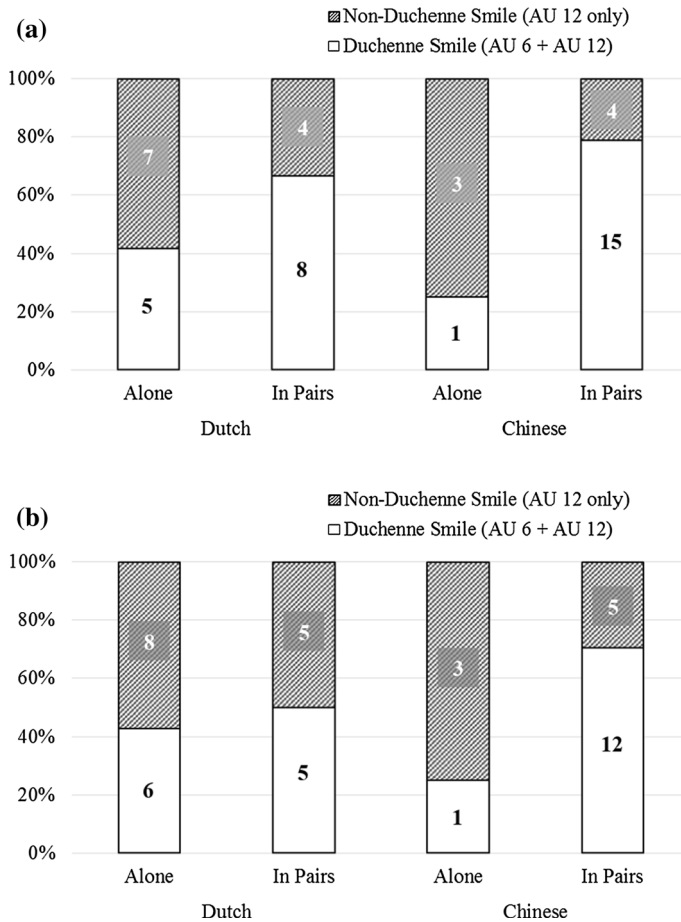 (a)
Non-Duchenne Smile (AU 12 only)
Duchenne Smile (AU 6 + AU 12)
100%
80%
60%
40%
20%
0%
7
4
3
4
5
8
1
15
Alone
In Pairs
Alone
In Pairs
Dutch
Chinese
(b)
Non-Duchenne Smile (AU 12 only)
Duchenne Smile (AU 6 + AU 12)
100%
80%
60%
40%
20%
0%
8
5
3
5
6
5
1
12
Alone
In Pairs
Alone
In Pairs
Dutch
Chinese